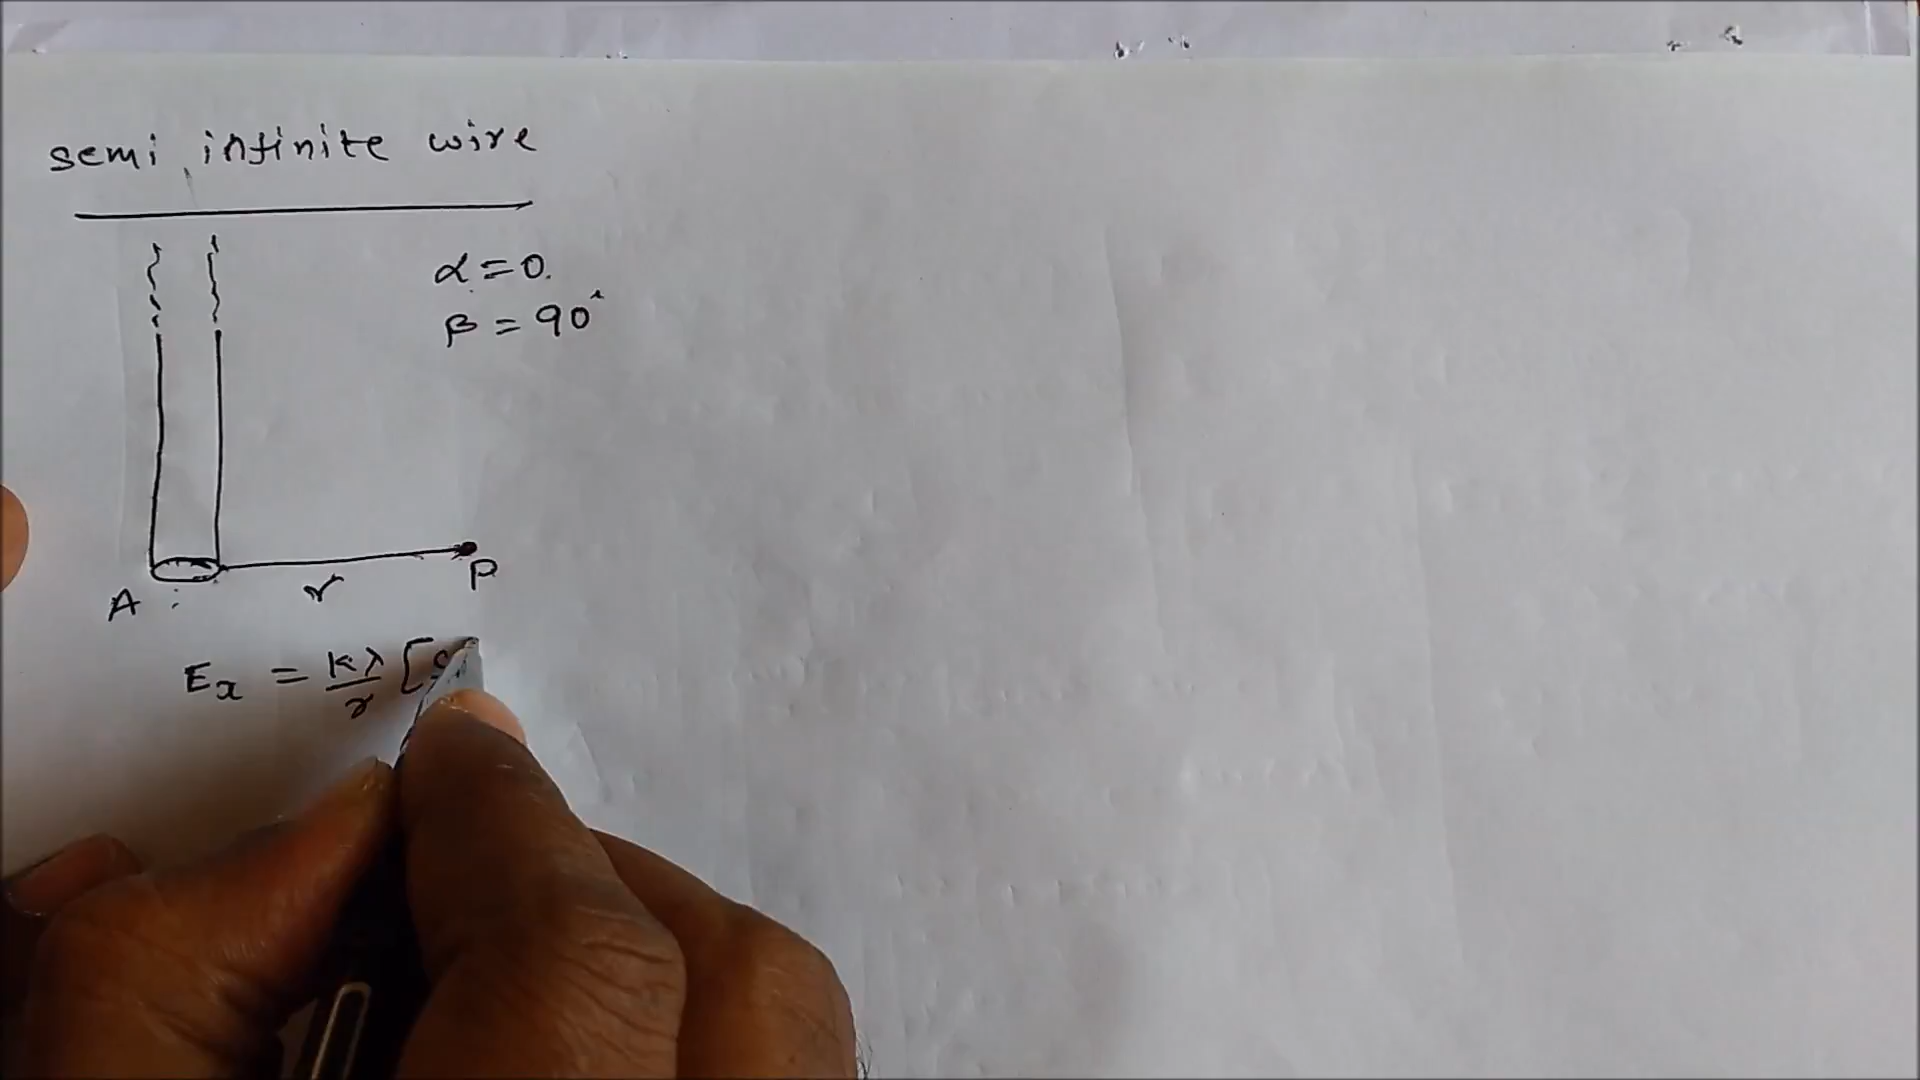 semi infinite wire
α = 0.
β = 90°
P
r
A
Ex = kλ/r [